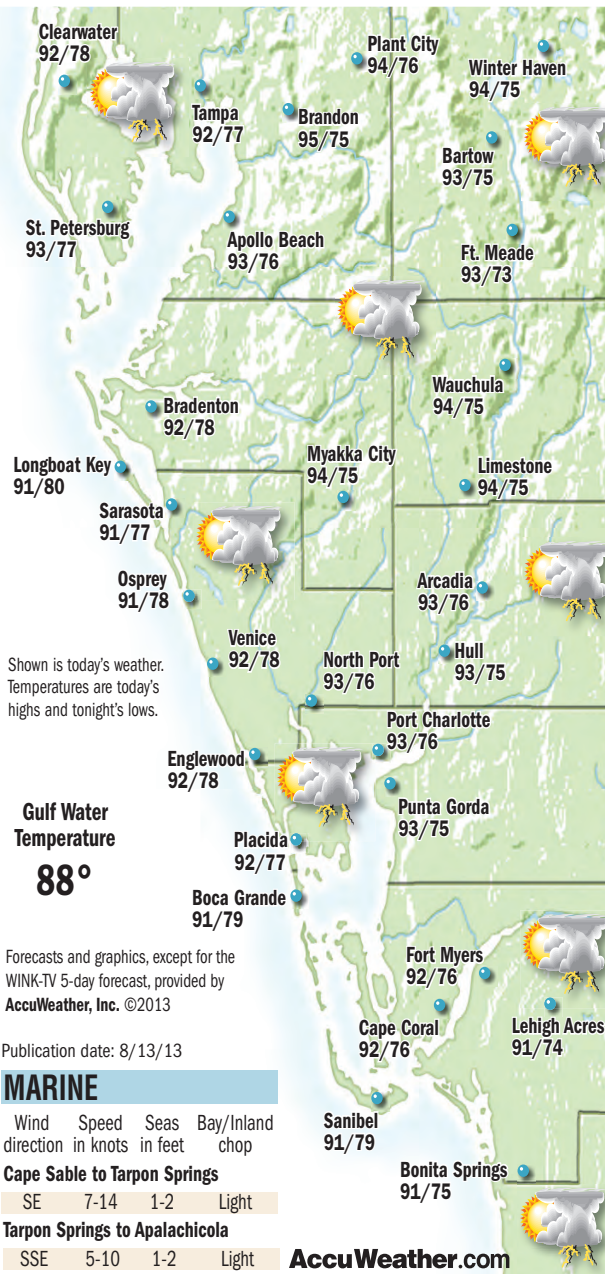 Clearwater
92/78
Plant City
94/76
Winter Haven
94/75
Tampa
92/77
Brandon
95/75
Bartow
93/75
St. Petersburg
93/77
Apollo Beach
93/76
Ft. Meade
93/73
Wauchula
94/75
Bradenton
92/78
Longboat Key
91/80
Myakka City
94/75
Limestone
94/75
Sarasota
91/77
Osprey
91/78
Arcadia
93/76
Venice
92/78
Hull
93/75
North Port
93/76
Shown is today's weather.
Temperatures are today's
highs and tonight's lows.
Port Charlotte
93/76
Englewood
92/78
Punta Gorda
93/75
Gulf Water
Temperature
88°
Placida
92/77
Boca Grande
91/79
Forecasts and graphics, except for the
WINK-TV 5-day forecast, provided by
AccuWeather, Inc. ©2013
Fort Myers
92/76
Cape Coral
92/76
Lehigh Acres
91/74
Publication date: 8/13/13
MARINE
Wind Speed Seas Bay/Inland
direction in knots in feet chop
Cape Sable to Tarpon Springs
SE 7-14 1-2 Light
Tarpon Springs to Apalachicola
SSE 5-10 1-2 Light
Sanibel
91/79
Bonita Springs
91/75
AccuWeather.com